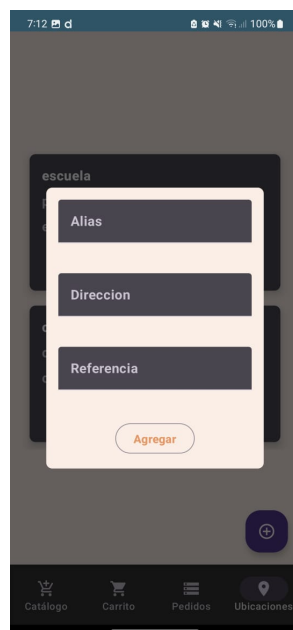 7:12
100%
escuela
Alias
Direccion
Referencia
Agregar
Catálogo Carrito Pedidos Ubicaciones